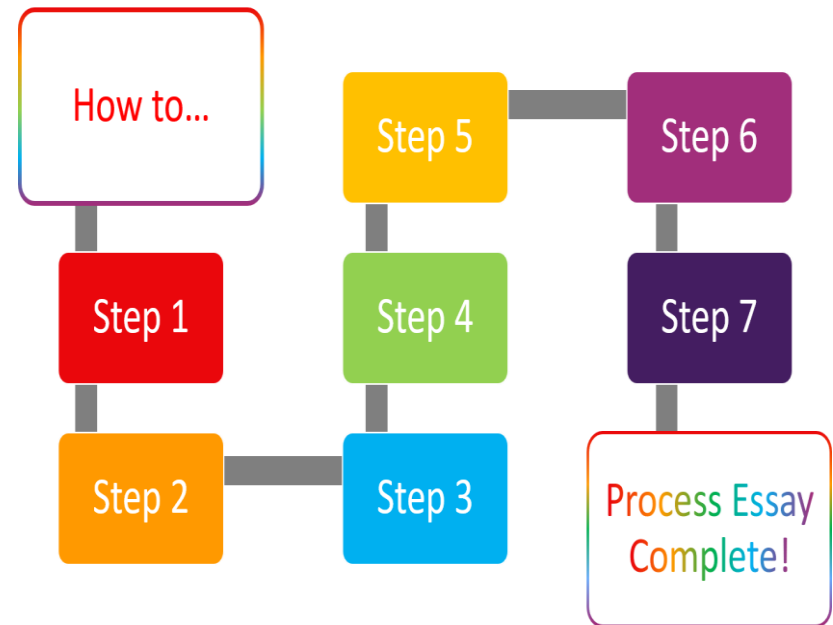 How to...
Step 1
Step 2
Step 3
Step 4
Step 5
Step 6
Step 7
Process Essay
Complete!